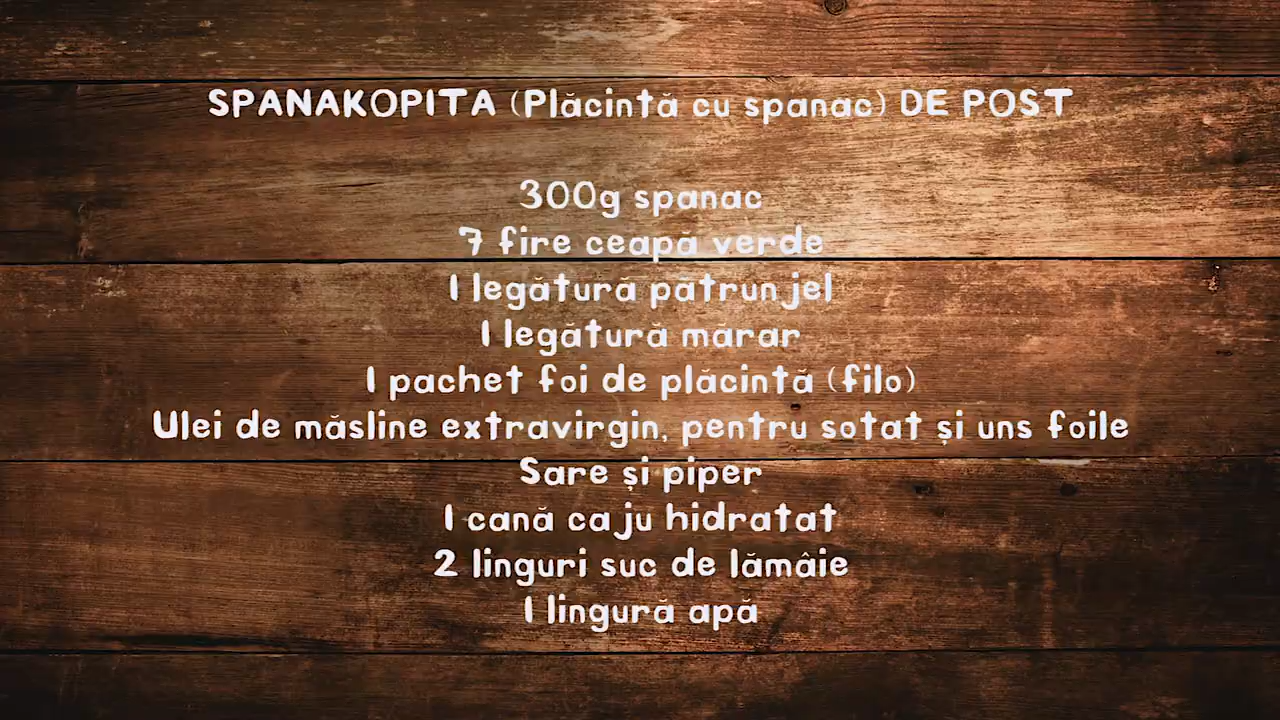 SPANAKOPITA (Plăcintă cu spanac) DE POST
300g spanac
7 fire ceapă verde
1 legătură pătrunjel
1 legătură mărar
1 pachet foi de plăcintă (filo)
Ulei de măsline extravirgin, pentru sotat și uns foile
Sare și piper
1 cană caju hidratat
2 linguri suc de lămâie
1 lingură apă